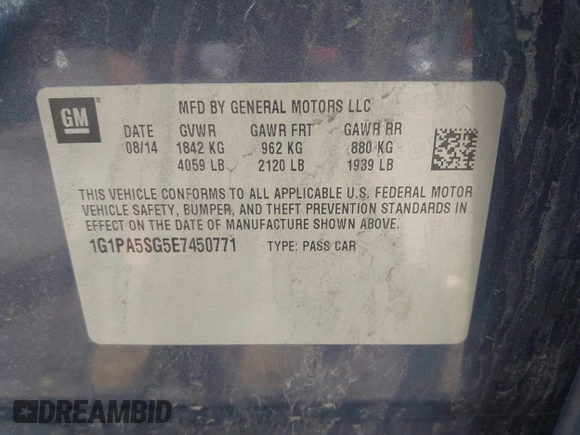 GM
MFD BY GENERAL MOTORS LLC
DATE GVWR GAWR FRT GAWR RR
08/14 1842 KG 962 KG 880 KG
4059 LB 2120 LB 1939 LB
THIS VEHICLE CONFORMS TO ALL APPLICABLE U.S. FEDERAL MOTOR
VEHICLE SAFETY, BUMPER, AND THEFT PREVENTION STANDARDS IN
EFFECT ON THE DATE OF MANUFACTURE SHOWN ABOVE.
1G1PA5SG5E7450771 TYPE: PASS CAR
DREAMBID